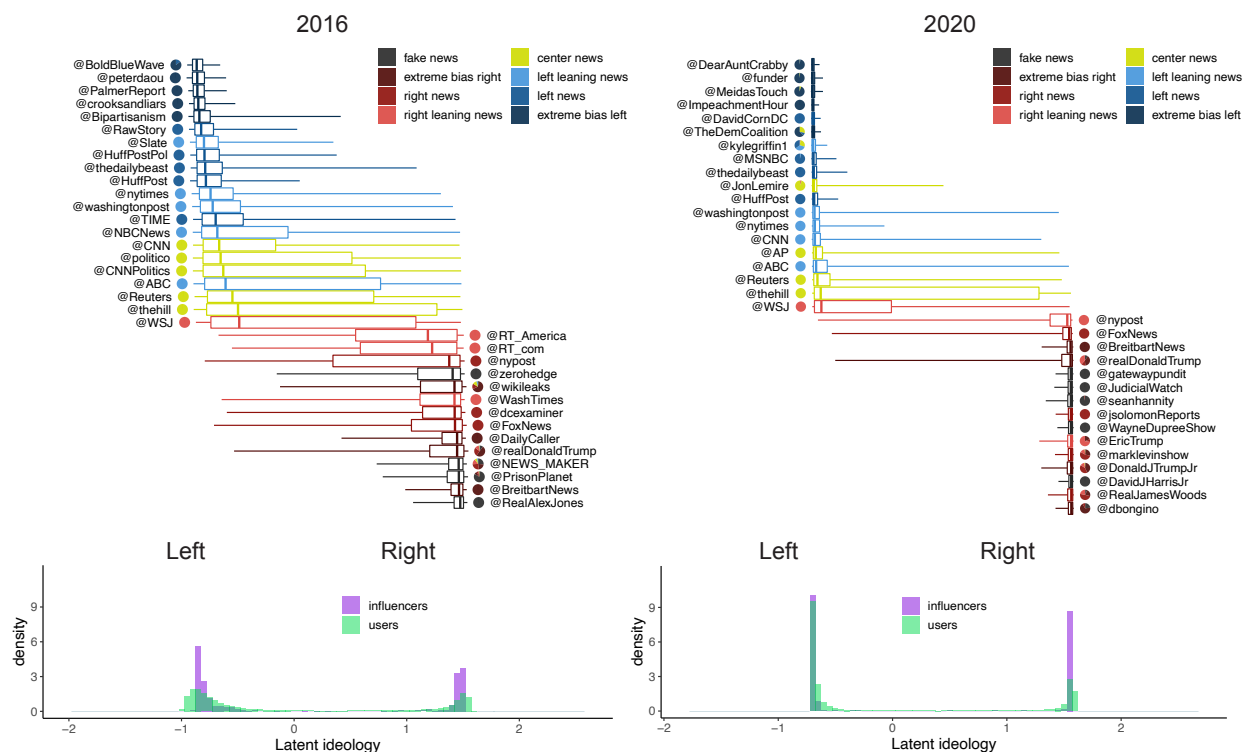 2016
fake news
extreme bias right
right news
right leaning news
center news
left leaning news
left news
extreme bias left
@BoldBlueWave
@peterdaou
@PalmerReport
@crooksandliars
@Bipartisanism
@RawStory
@Slate
@HuffPostPol
@thedailybeast
@HuffPost
@nytimes
@washingtonpost
@TIME
@NBCNews
@CNN
@politico
@CNNPolitics
@ABC
@Reuters
@thehill
@WSJ
@RT_America
@RT_com
@nypost
@zerohedge
@wikileaks
@WashTimes
@dcexaminer
@FoxNews
@DailyCaller
@realDonaldTrump
@NEWS_MAKER
@PrisonPlanet
@BreitbartNews
@RealAlexJones
2020
fake news
extreme bias right
right news
right leaning news
center news
left leaning news
left news
extreme bias left
@DearAuntCrabby
@funder
@MeidasTouch
@ImpeachmentHour
@DavidCornDC
@TheDemCoalition
@kylegriffin1
@MSNBC
@thedailybeast
@JonLemire
@HuffPost
@washingtonpost
@nytimes
@CNN
@AP
@ABC
@Reuters
@thehill
@WSJ
@nypost
@FoxNews
@BreitbartNews
@realDonaldTrump
@gatewaypundit
@JudicialWatch
@seanhannity
@jsolomonReports
@WayneDupreeShow
@EricTrump
@marklevinshow
@DonaldJTrumpJr
@DavidJHarrisJr
@RealJamesWoods
@dbongino
Left Right
influencers
users
density
9
6
3
0
−2 −1 0 1 2
Latent ideology
Left Right
influencers
users
density
9
6
3
0
−2 −1 0 1 2
Latent ideology